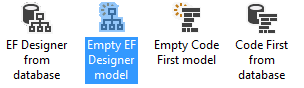 EF Designer
from
database
Empty EF
Designer
model
Empty Code
First model
Code First
from
database